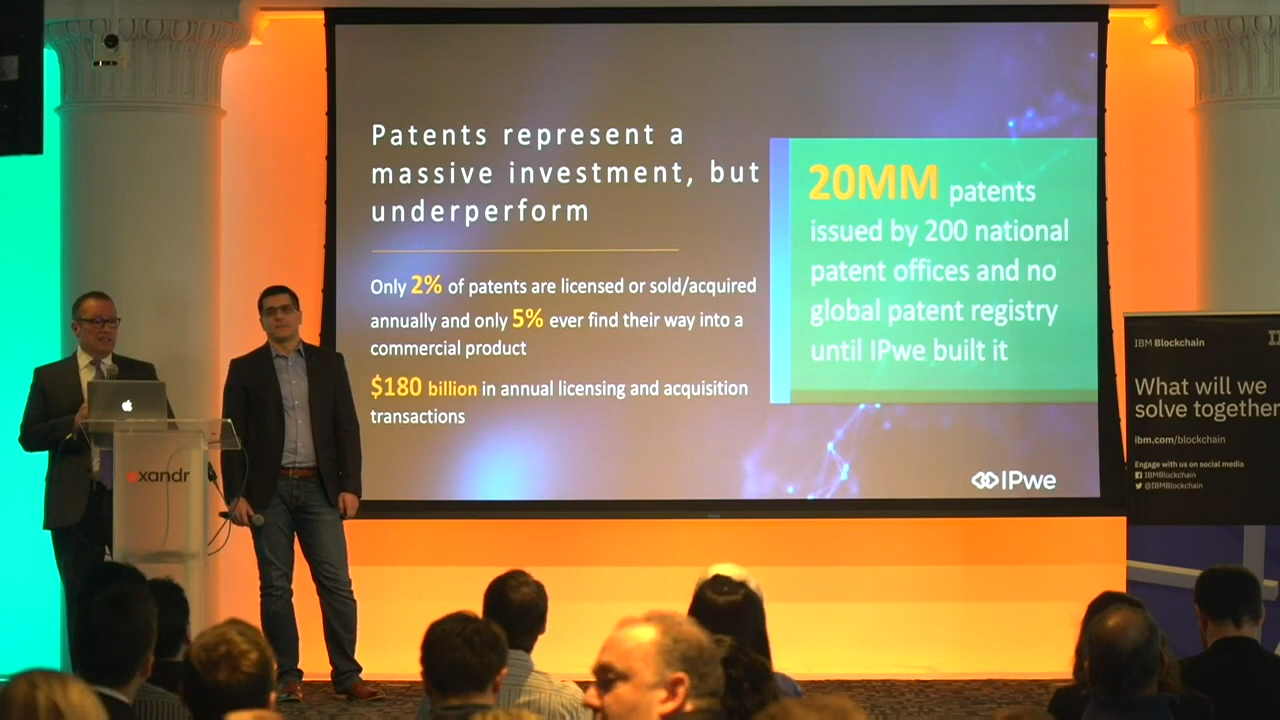 Patents represent a
massive investment, but
underperform
Only 2% of patents are licensed or sold/acquired
annually and only 5% ever find their way into a
commercial product
$180 billion in annual licensing and acquisition
transactions
20MM patents
issued by 200 national
patent offices and no
global patent registry
until IPwe built it
IPwe
xandr
IBM Blockchain
What will we
solve together
ibm.com/blockchain
Engage with us on social media
IBMBlockchain
@IBMBlockchain